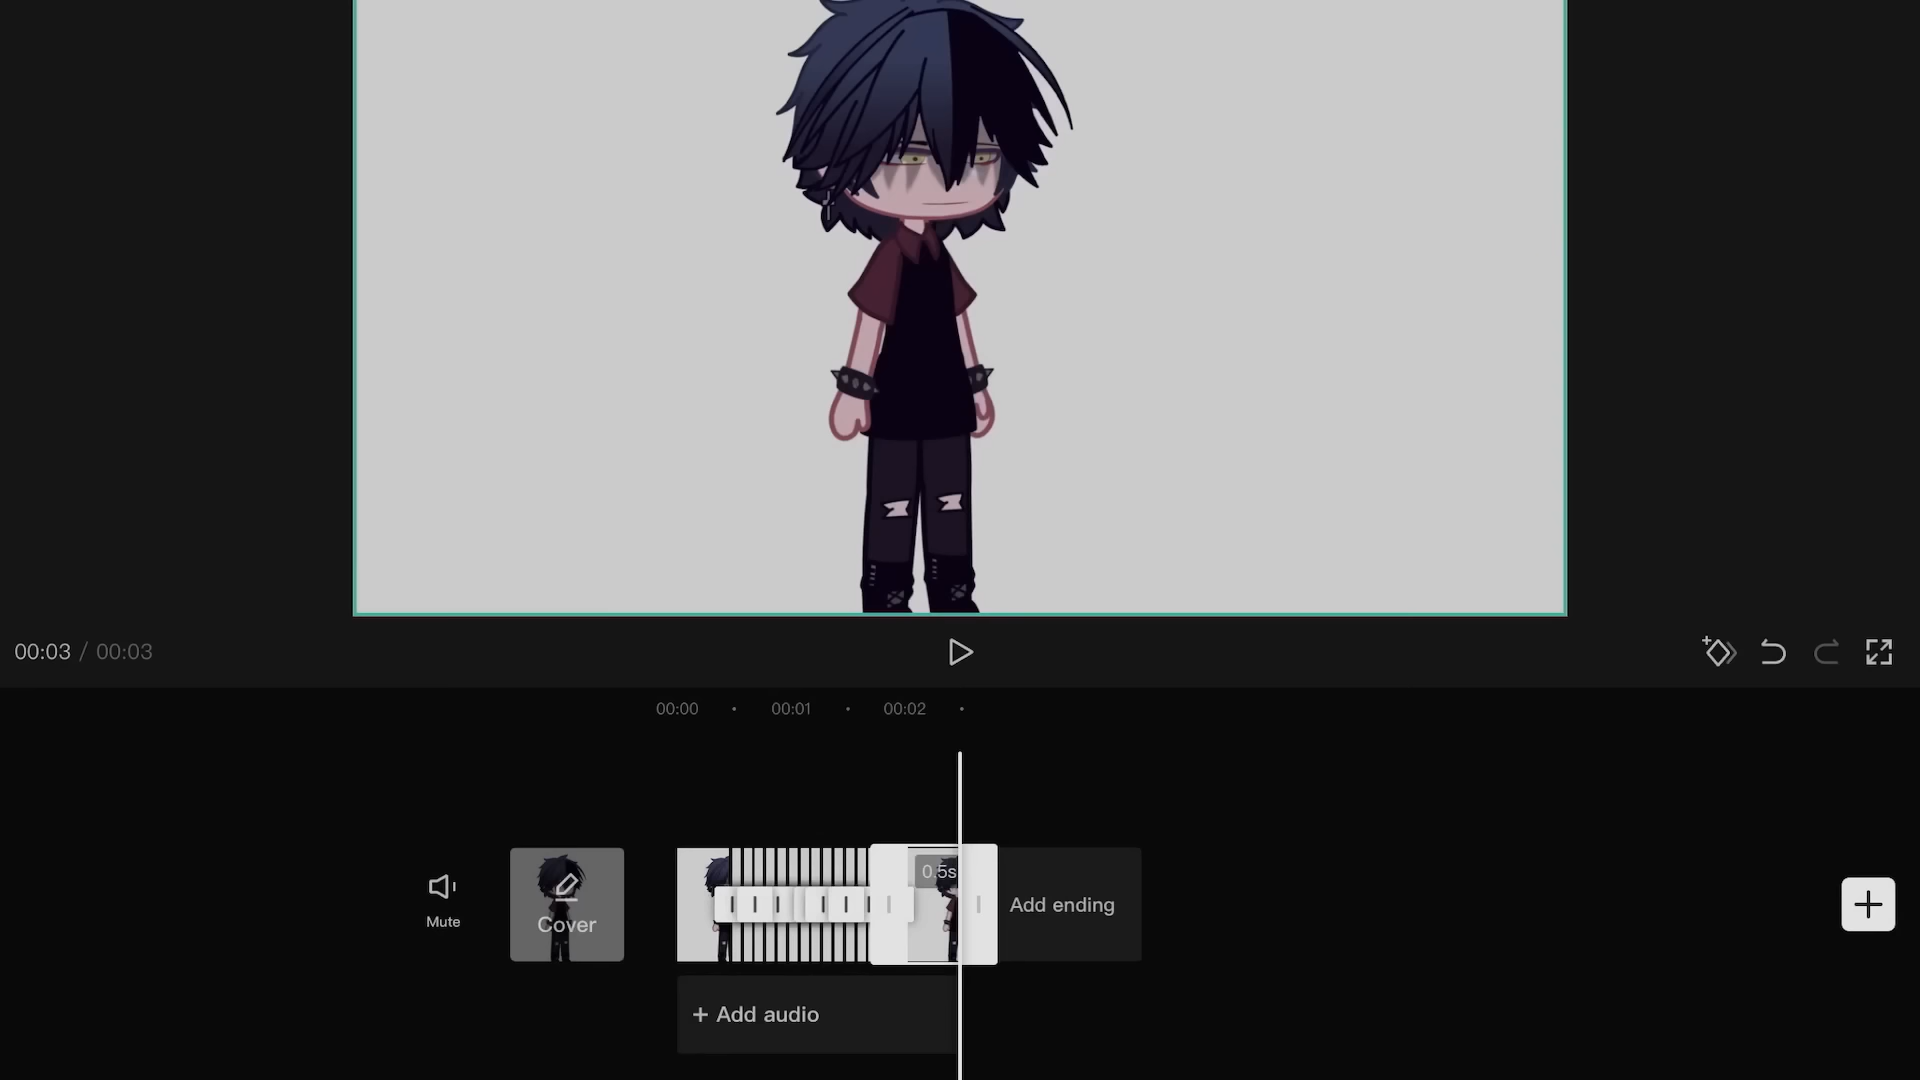 00:03 / 00:03
00:00 00:01 00:02
0.5s
Mute
Cover
Add ending
+ Add audio